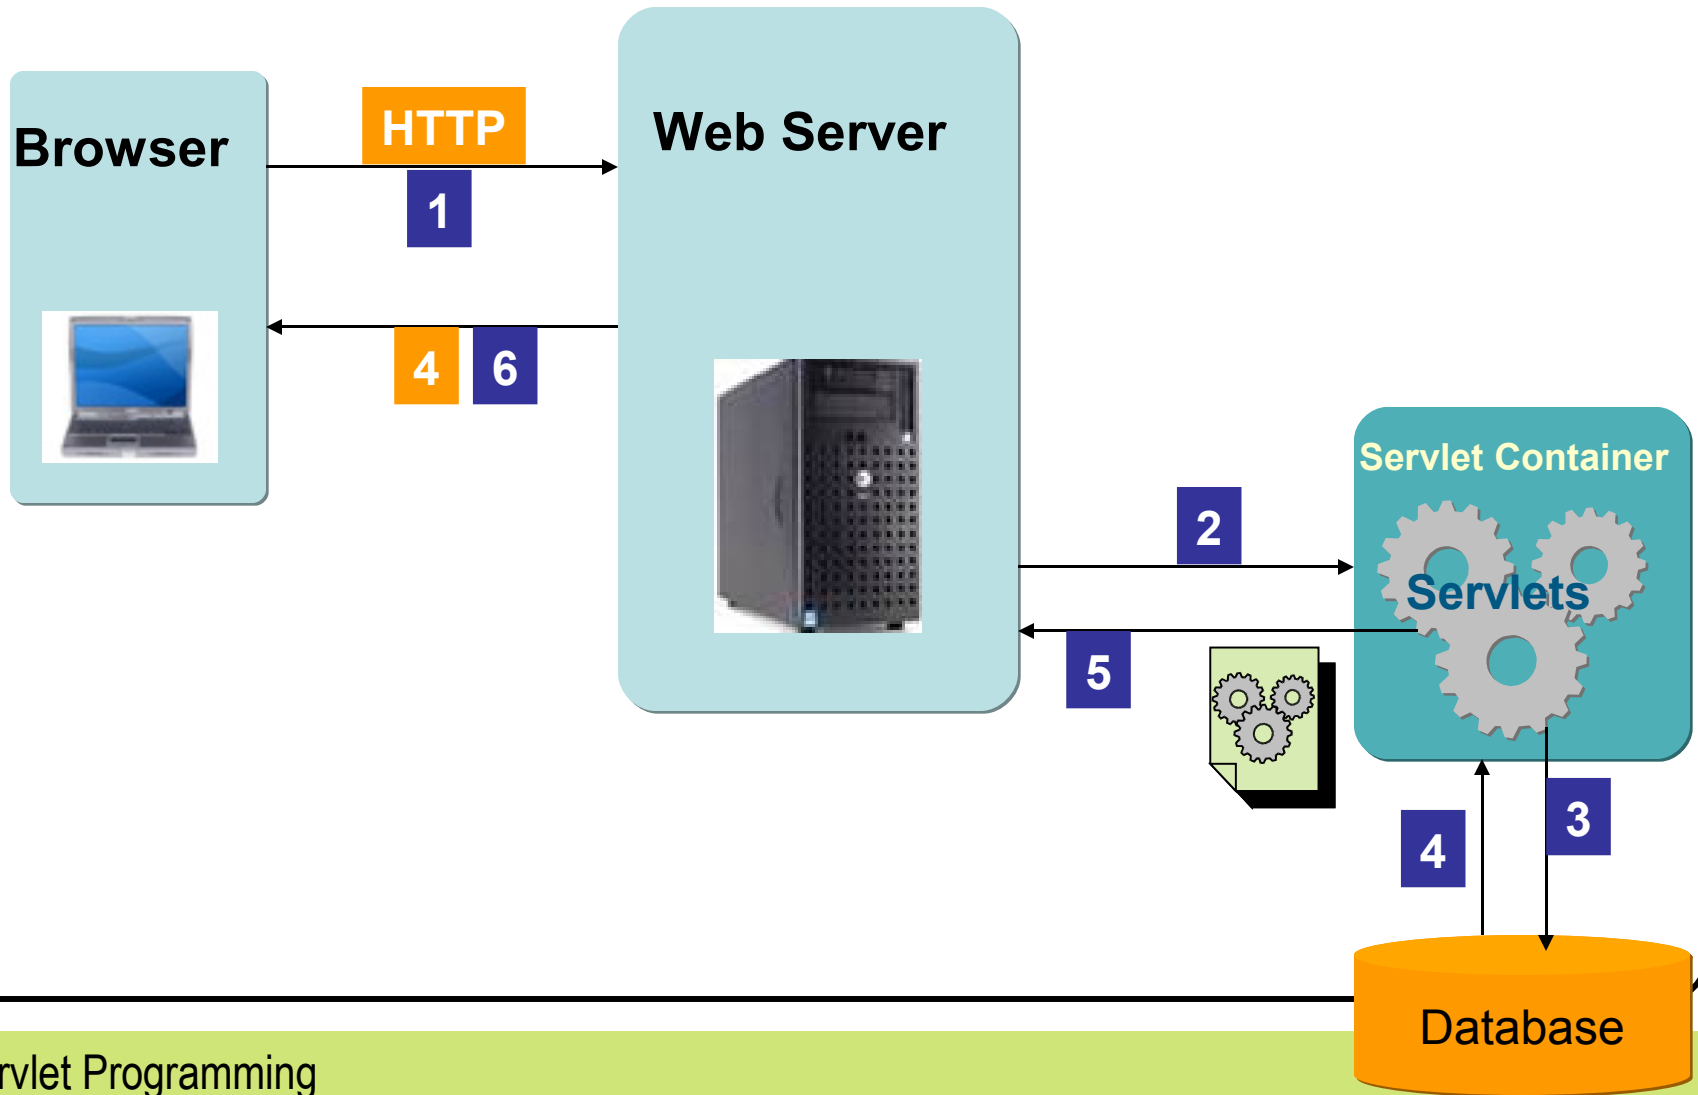 Browser
HTTP
1
Web Server
4 6
Servlet Container
2
Servlets
5
3
4
Database
rvlet Programming